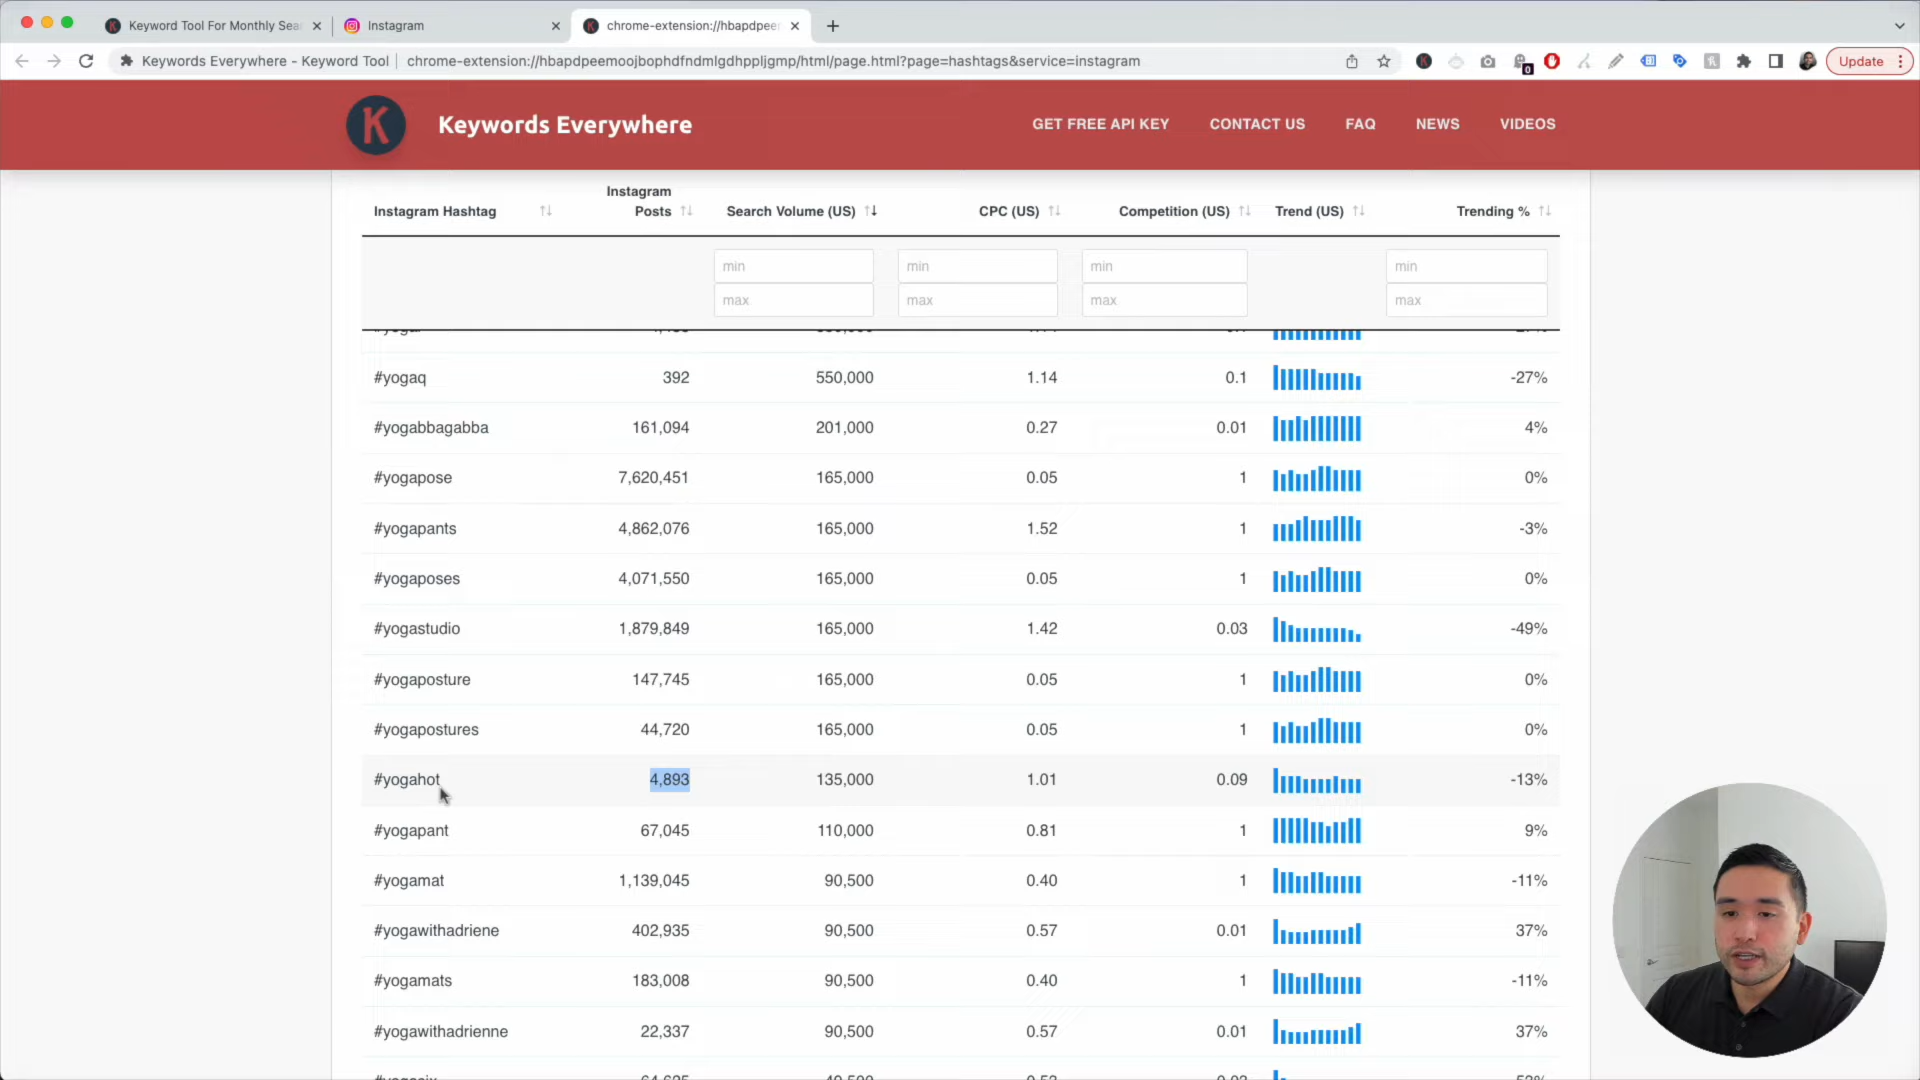 Keyword Tool For Monthly Sea
Instagram
chrome-extension://hbapdpeem
Keywords Everywhere - Keyword Tool
chrome-extension://hbapdpeemoojbophdfndmlgdhppljgmp/html/page.html?page=hashtags&service=instagram
0
Update
K
Keywords Everywhere
GET FREE API KEY
CONTACT US
FAQ
NEWS
VIDEOS
Instagram Hashtag
Instagram
Posts
Search Volume (US)
CPC (US)
Competition (US)
Trend (US)
Trending %
min min min min
max max max max
#yogaq 392 550,000 1.14 0.1 -27%
#yogabbagabba 161,094 201,000 0.27 0.01 4%
#yogapose 7,620,451 165,000 0.05 1 0%
#yogapants 4,862,076 165,000 1.52 1 -3%
#yogaposes 4,071,550 165,000 0.05 1 0%
#yogastudio 1,879,849 165,000 1.42 0.03 -49%
#yogaposture 147,745 165,000 0.05 1 0%
#yogapostures 44,720 165,000 0.05 1 0%
#yogahot 4,893 135,000 1.01 0.09 -13%
#yogapant 67,045 110,000 0.81 1 9%
#yogamat 1,139,045 90,500 0.40 1 -11%
#yogawithadriene 402,935 90,500 0.57 0.01 37%
#yogamats 183,008 90,500 0.40 1 -11%
#yogawithadrienne 22,337 90,500 0.57 0.01 37%